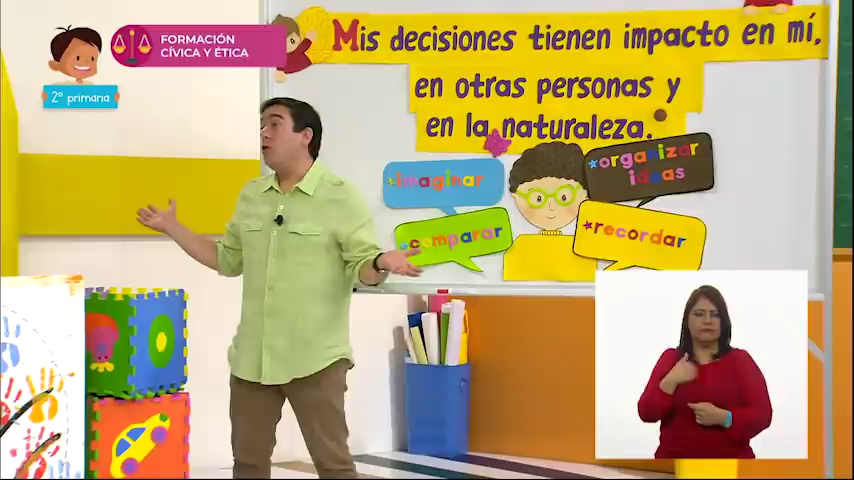 FORMACIÓN
CÍVICA Y ÉTICA
2° primaria
Mis decisiones tienen impacto en mí,
en otras personas y
en la naturaleza.
imaginar
organizar
ideas
comparar
recordar